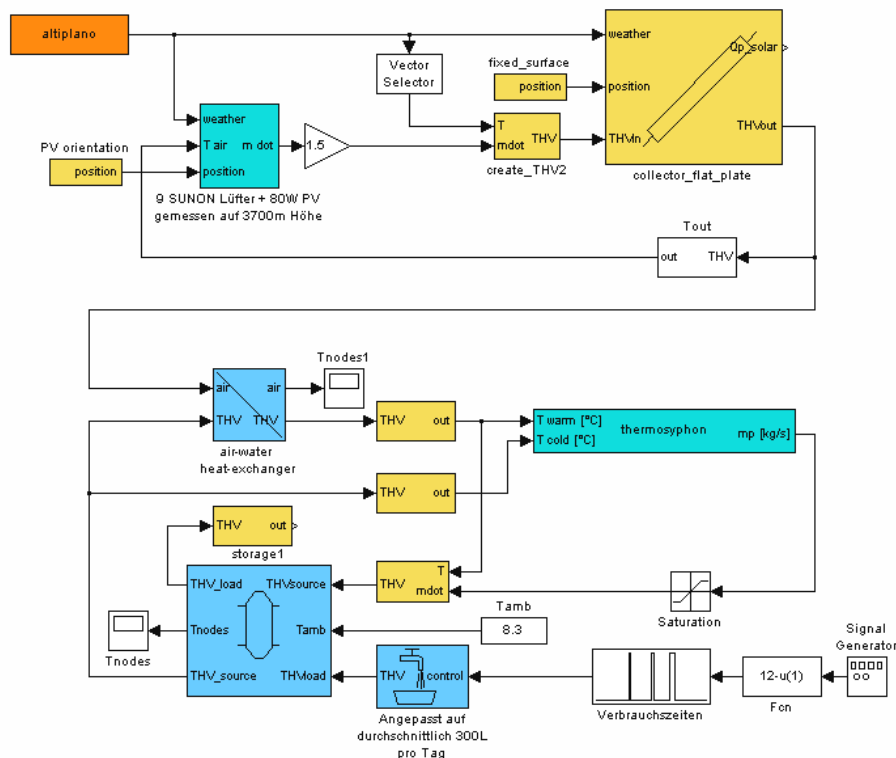 altiplano
Vector
Selector
fixed_surface
position
weather
Qp_solar
position
THVin
THVout
collector_flat_plate
T
mdot
THV
create_THV2
PV orientation
position
weather
T air
m dot
position
1.5
9 SUNON Lüfter + 80W PV
gemessen auf 3700m Höhe
Tout
out
THV
air
air
THV
THV
air-water
heat-exchanger
Tnodes1
THV
out
T warm [°C]
T cold [°C]
thermosyphon
mp [kg/s]
THV
out
THV
out
storage1
THV_load
THVsource
Tnodes
Tamb
THV_source
THVload
Tnodes
THV
T
mdot
Tamb
8.3
Saturation
THV
control
Angepasst auf
durchschnittlich 300L
pro Tag
Verbrauchszeiten
12-u(1)
Fcn
Signal
Generator